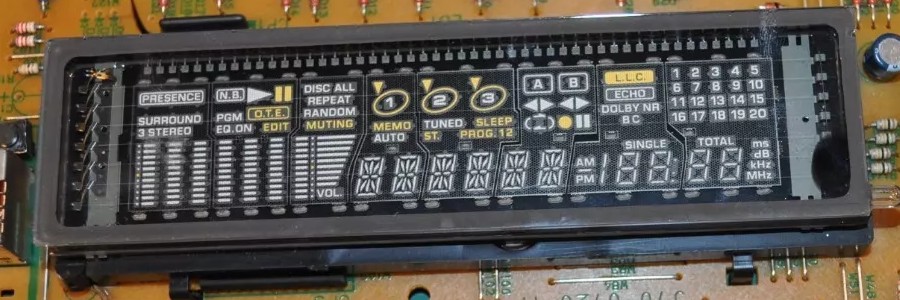 PRESENCE
N.B.
DISC ALL
REPEAT
RANDOM
MUTING
SURROUND
3 STEREO
PGM
EQ.ON
O.T.E.
EDIT
1 2 3
MEMO
AUTO
TUNED
ST.
SLEEP
PROG. 12
A B
L.L.C.
ECHO
DOLBY NR
B C
1 2 3 4 5
6 7 8 9 10
11 12 13 14 15
16 17 18 19 20
VOL.
AM
PM
SINGLE
TOTAL
ms
dB
kHz
MHz